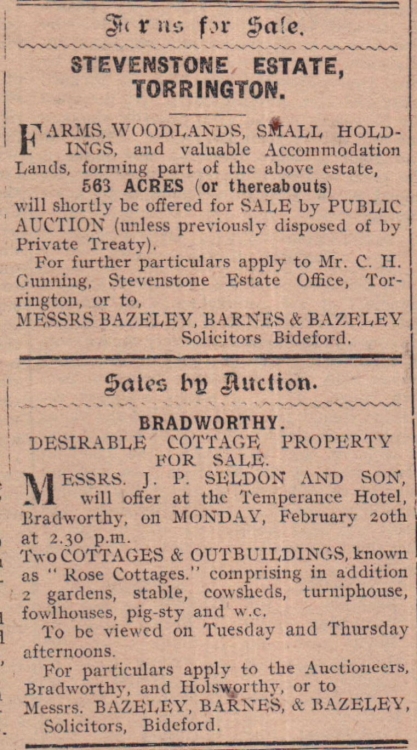 Farms for Sale.
STEVENSTONE ESTATE,
TORRINGTON.
FARMS, WOODLANDS, SMALL HOLD-
INGS, and valuable Accommodation
Lands, forming part of the above estate,
563 ACRES (or thereabouts)
will shortly be offered for SALE by PUBLIC
AUCTION (unless previously disposed of by
Private Treaty).
For further particulars apply to Mr. C. H.
Gunning, Stevenstone Estate Office, Tor-
rington, or to,
MESSRS BAZELEY, BARNES & BAZELEY
Solicitors Bideford.
Sales by Auction.
BRADWORTHY.
DESIRABLE COTTAGE PROPERTY
FOR SALE.
MESSRS. J. P. SELDON AND SON,
will offer at the Temperance Hotel,
Bradworthy, on MONDAY, February 20th
at 2.30 p.m.
Two COTTAGES & OUTBUILDINGS, known
as "Rose Cottages." comprising in addition
2 gardens, stable, cowsheds, turniphouse,
fowlhouses, pig-sty and w.c.
To be viewed on Tuesday and Thursday
afternoons.
For particulars apply to the Auctioneers,
Bradworthy, and Holsworthy, or to
Messrs. BAZELEY, BARNES, & BAZELEY,
Solicitors, Bideford.